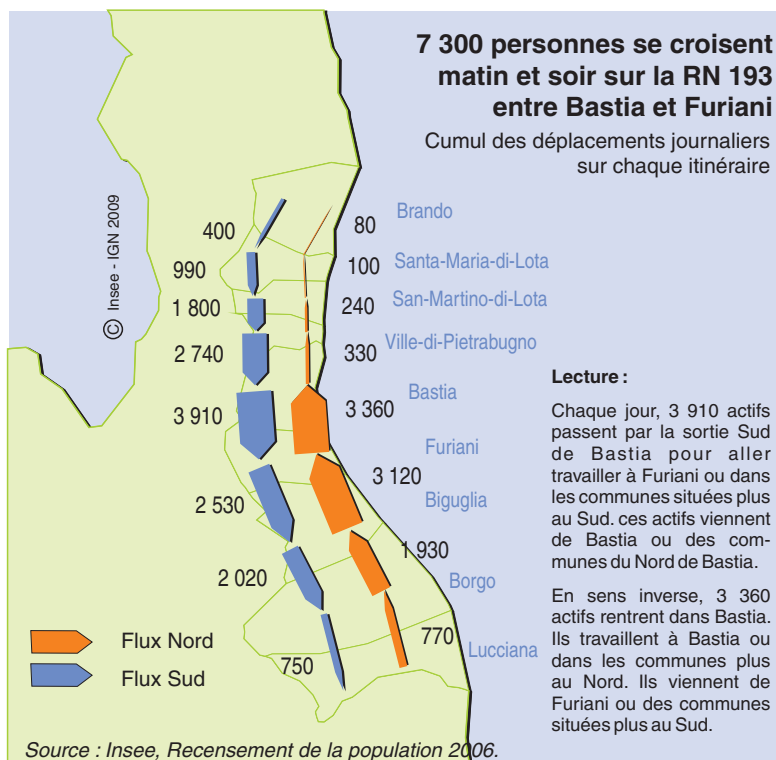 7 300 personnes se croisent
matin et soir sur la RN 193
entre Bastia et Furiani
Cumul des déplacements journaliers
sur chaque itinéraire
© Insee - IGN 2009
400
80
Brando
990
100
Santa-Maria-di-Lota
1 800
240
San-Martino-di-Lota
2 740
330
Ville-di-Pietrabugno
3 910
3 360
Bastia
Furiani
2 530
3 120
Biguglia
2 020
1 930
Borgo
750
770
Lucciana
Flux Nord
Flux Sud
Lecture :
Chaque jour, 3 910 actifs
passent par la sortie Sud
de Bastia pour aller
travailler à Furiani ou dans
les communes situées plus
au Sud. ces actifs viennent
de Bastia ou des com-
munes du Nord de Bastia.
En sens inverse, 3 360
actifs rentrent dans Bastia.
Ils travaillent à Bastia ou
dans les communes plus
au Nord. Ils viennent de
Furiani ou des communes
situées plus au Sud.
Source : Insee, Recensement de la population 2006.